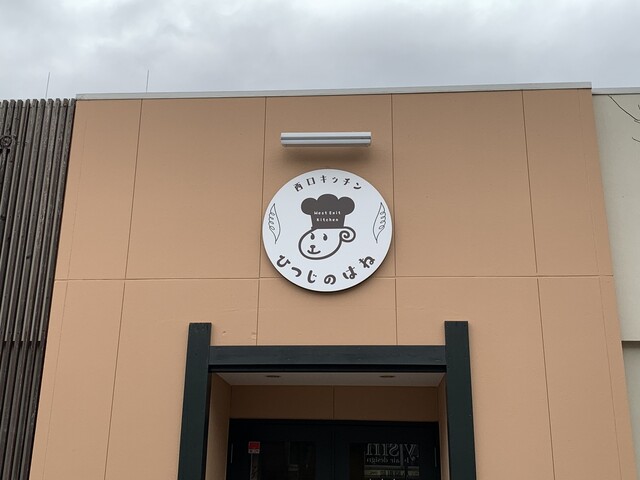 西口キッチン
West Exit
Kitchen
ひつじのはね